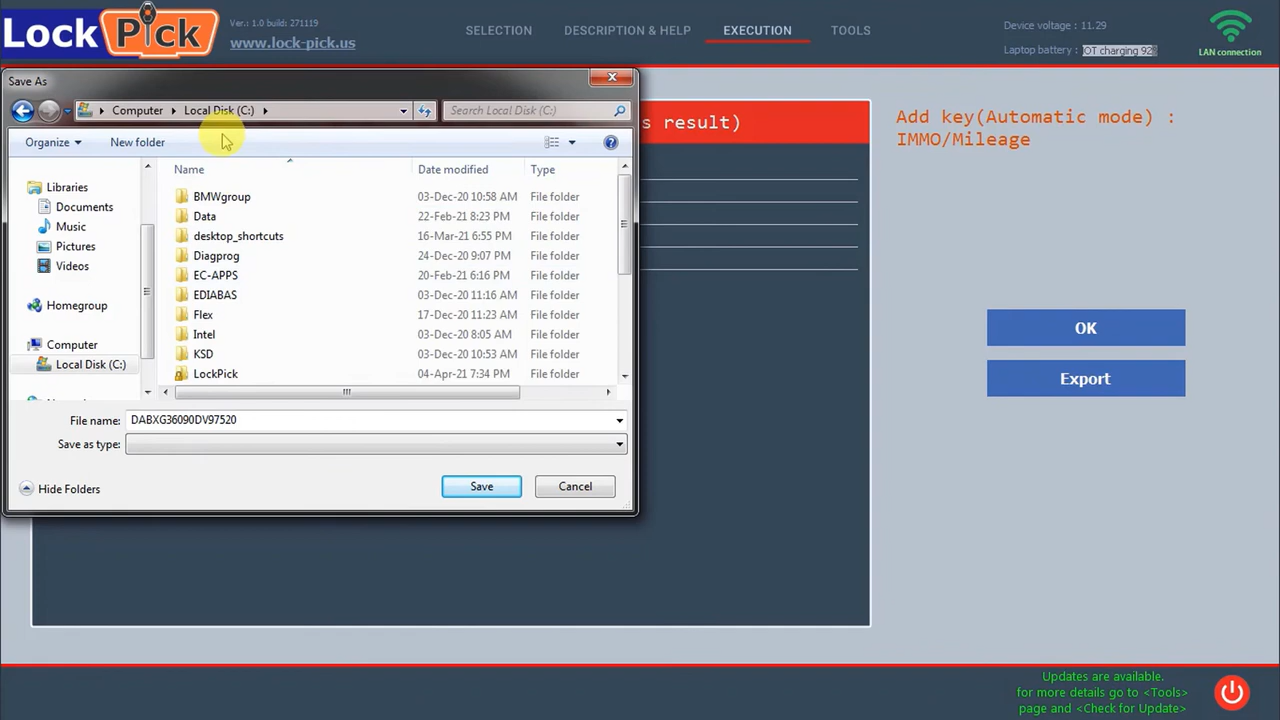 Lock Pick
Ver.: 1.0 build: 271119
www.lock-pick.us
SELECTION
DESCRIPTION & HELP
EXECUTION
TOOLS
Device voltage : 11.29
Laptop battery :
LAN connection
Save As
Computer
Local Disk (C:)
Search Local Disk (C:)
Organize
New folder
Name
Date modified
Type
Libraries
Documents
Music
Pictures
Videos
Homegroup
Computer
Local Disk (C:)
BMWgroup 03-Dec-20 10:58 AM File folder
Data 22-Feb-21 8:23 PM File folder
desktop_shortcuts 16-Mar-21 6:55 PM File folder
Diagprog 24-Dec-20 9:07 PM File folder
EC-APPS 20-Feb-21 6:16 PM File folder
EDIABAS 03-Dec-20 11:16 AM File folder
Flex 17-Dec-20 11:23 AM File folder
Intel 03-Dec-20 8:05 AM File folder
KSD 03-Dec-20 10:53 AM File folder
LockPick 04-Apr-21 7:34 PM File folder
File name: DABXG36090DV97520
Save as type:
Hide Folders
Save
Cancel
s result)
Add key(Automatic mode) :
IMMO/Mileage
OK
Export
Updates are available.
for more details go to <Tools>
page and <Check for Update>